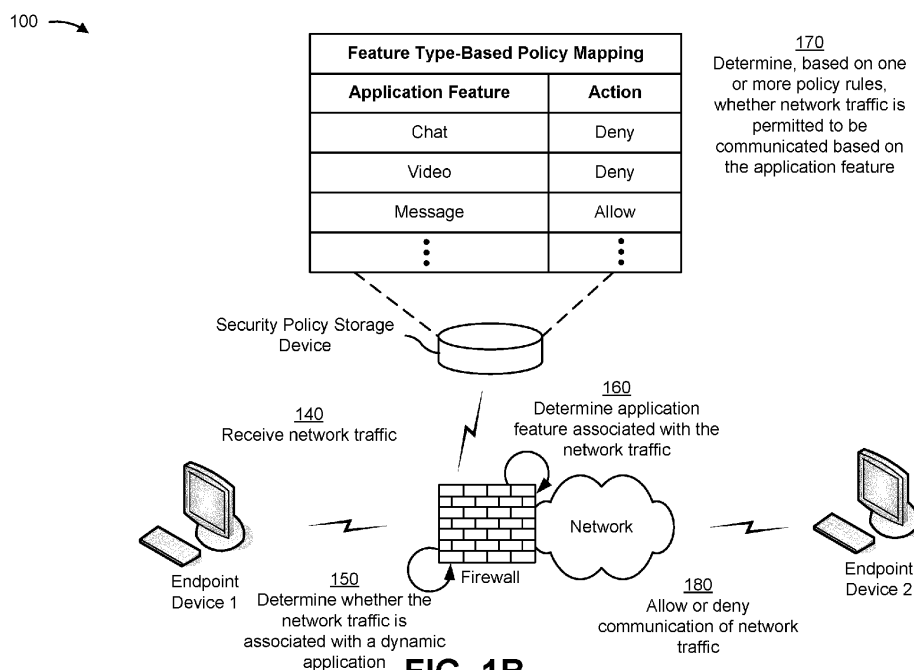 100
Feature Type-Based Policy Mapping
Application Feature Action
Chat Deny
Video Deny
Message Allow
170
Determine, based on one
or more policy rules,
whether network traffic is
permitted to be
communicated based on
the application feature
Security Policy Storage
Device
140
Receive network traffic
160
Determine application
feature associated with the
network traffic
Endpoint
Device 1
150
Determine whether the
network traffic is
associated with a dynamic
application
Firewall
Network
180
Allow or deny
communication of network
traffic
Endpoint
Device 2
FIG. 1B